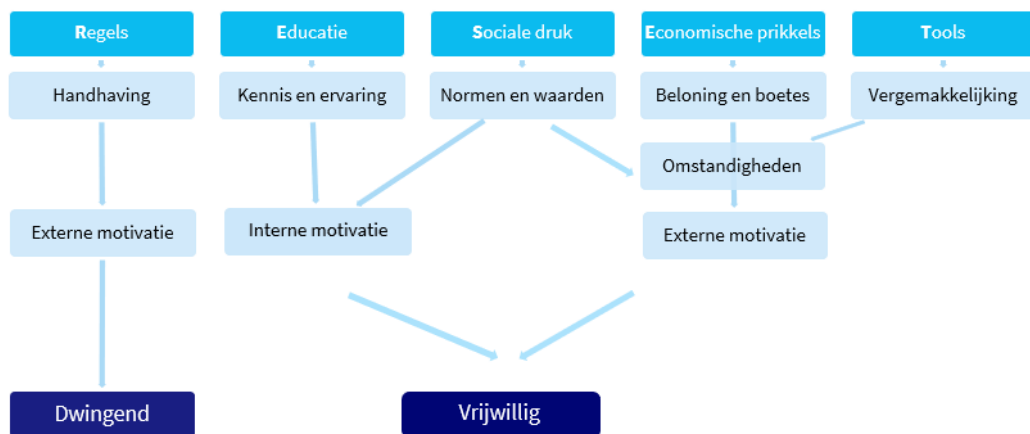 Regels
Educatie
Sociale druk
Economische prikkels
Tools
Handhaving
Kennis en ervaring
Normen en waarden
Beloning en boetes
Vergemakkelijking
Omstandigheden
Externe motivatie
Interne motivatie
Externe motivatie
Dwingend
Vrijwillig